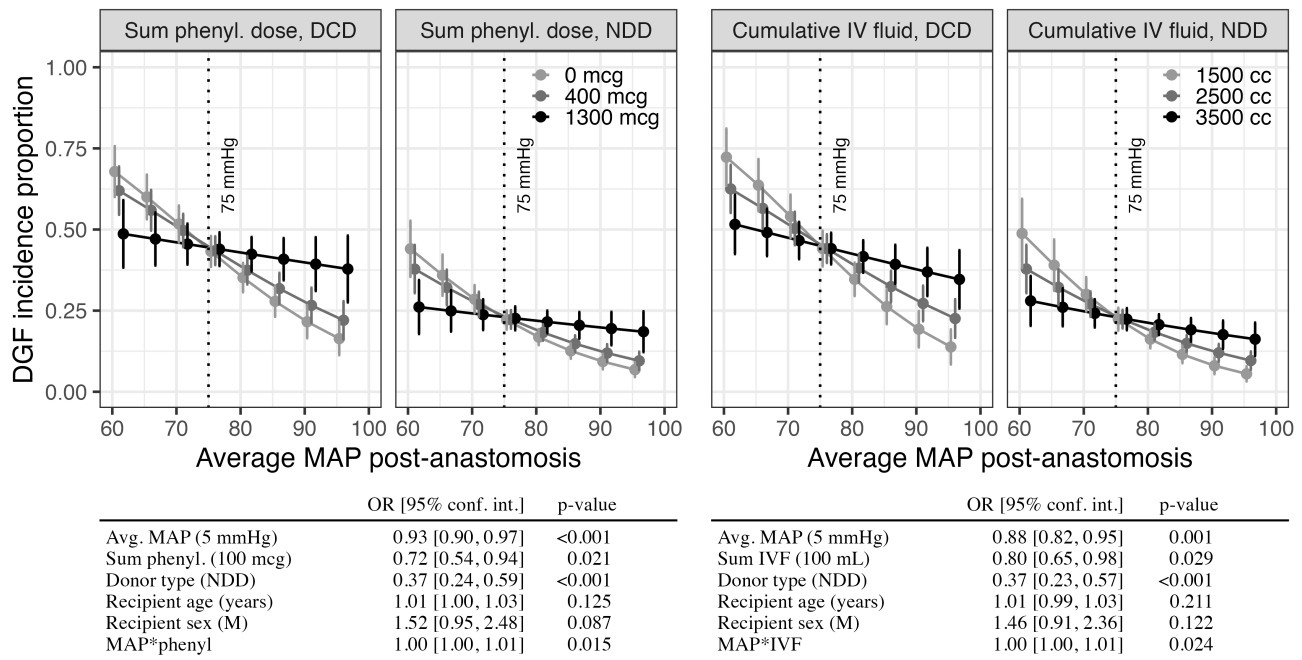 Sum phenyl. dose, DCD
Sum phenyl. dose, NDD
Cumulative IV fluid, DCD
Cumulative IV fluid, NDD
DGF incidence proportion
1.00
0.75
0.50
0.25
0.00
75 mmHg
75 mmHg
75 mmHg
75 mmHg
0 mcg
400 mcg
1300 mcg
1500 cc
2500 cc
3500 cc
60 70 80 90 100
60 70 80 90 100
60 70 80 90 100
60 70 80 90 100
Average MAP post-anastomosis
Average MAP post-anastomosis
OR [95% conf. int.] p-value
Avg. MAP (5 mmHg) 0.93 [0.90, 0.97] <0.001
Sum phenyl. (100 mcg) 0.72 [0.54, 0.94] 0.021
Donor type (NDD) 0.37 [0.24, 0.59] <0.001
Recipient age (years) 1.01 [1.00, 1.03] 0.125
Recipient sex (M) 1.52 [0.95, 2.48] 0.087
MAP*phenyl 1.00 [1.00, 1.01] 0.015
OR [95% conf. int.] p-value
Avg. MAP (5 mmHg) 0.88 [0.82, 0.95] 0.001
Sum IVF (100 mL) 0.80 [0.65, 0.98] 0.029
Donor type (NDD) 0.37 [0.23, 0.57] <0.001
Recipient age (years) 1.01 [0.99, 1.03] 0.211
Recipient sex (M) 1.46 [0.91, 2.36] 0.122
MAP*IVF 1.00 [1.00, 1.01] 0.024